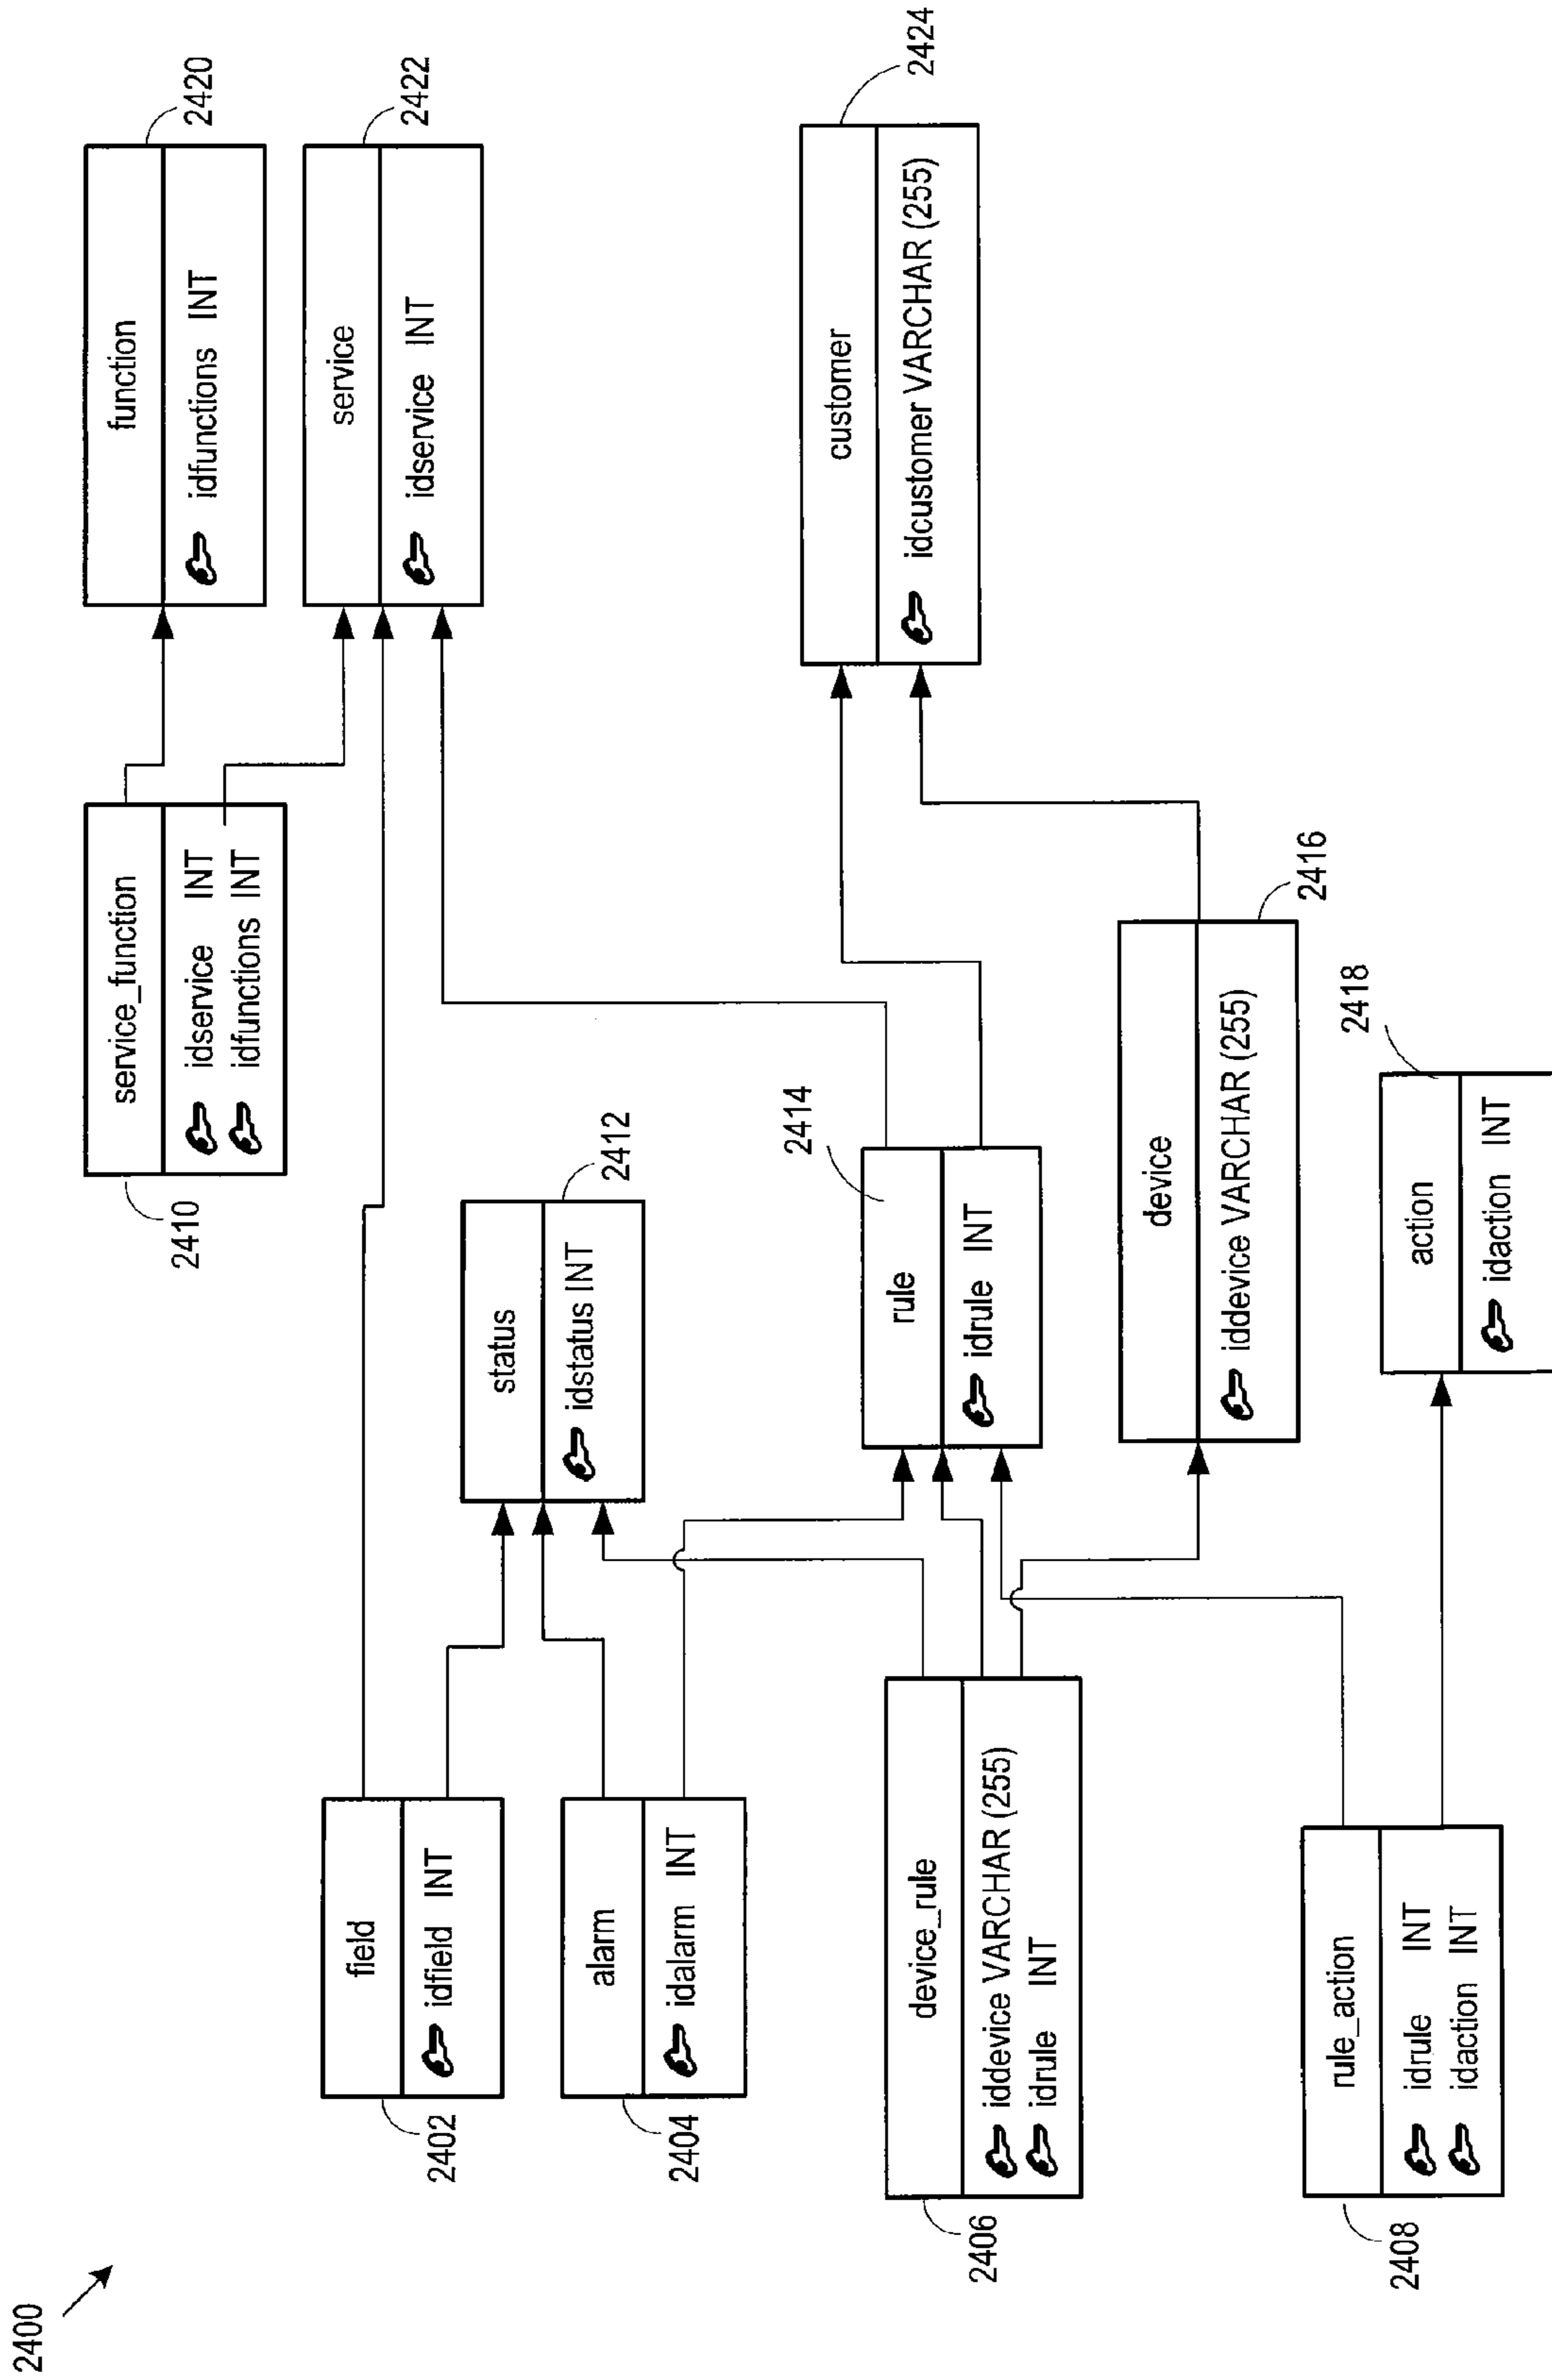 2400
field
idfield INT
2402
alarm
idalarm INT
2404
device_rule
iddevice VARCHAR (255)
idrule INT
2406
rule_action
idrule INT
idaction INT
2408
service_function
idservice INT
idfunctions INT
2410
status
idstatus INT
2412
rule
idrule INT
2414
device
iddevice VARCHAR (255)
2416
action
idaction INT
2418
function
idfunctions INT
2420
service
idservice INT
2422
customer
idcustomer VARCHAR (255)
2424